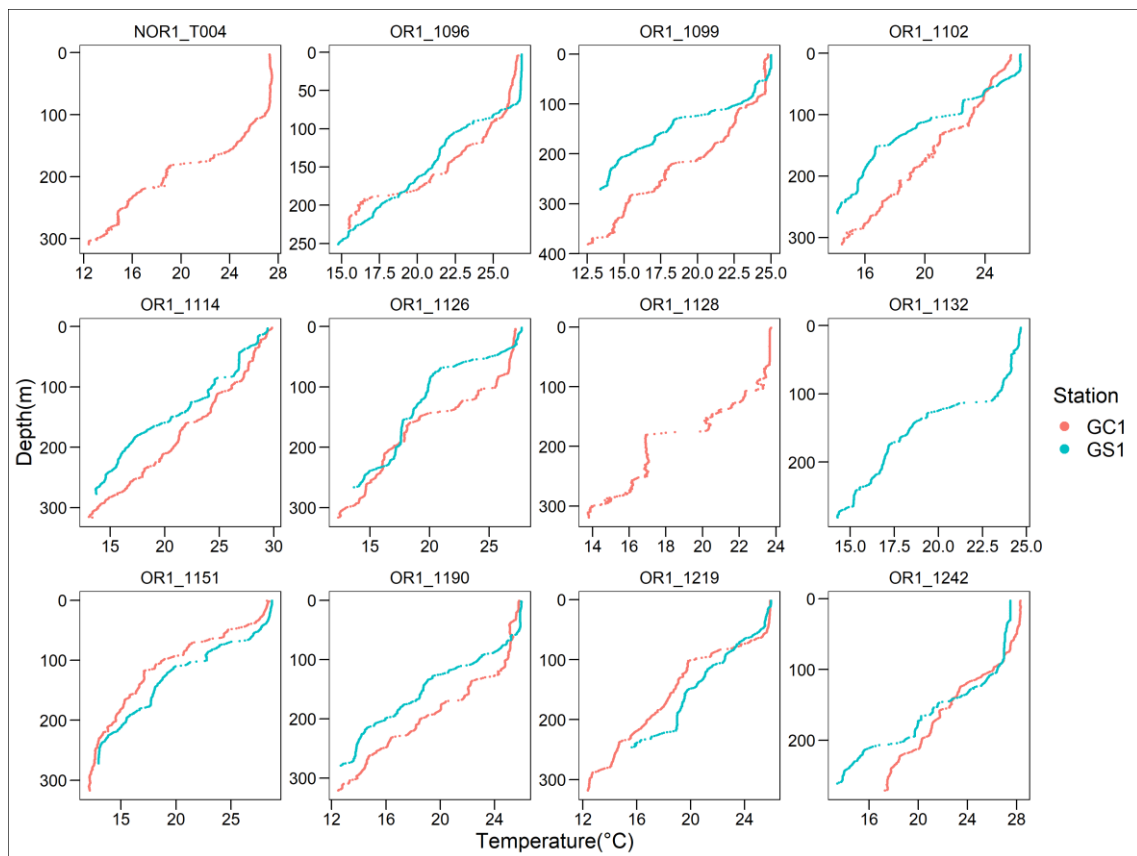 NOR1_T004 OR1_1096 OR1_1099 OR1_1102
0 100 200 300
12 16 20 24 28
0 50 100 150 200 250
15.0 17.5 20.0 22.5 25.0
0 100 200 300 400
12.5 15.0 17.5 20.0 22.5 25.0
0 100 200 300
16 20 24
OR1_1114 OR1_1126 OR1_1128 OR1_1132
0 100 200 300
15 20 25 30
0 100 200 300
15 20 25
0 100 200 300
14 16 18 20 22 24
0 100 200
15.0 17.5 20.0 22.5 25.0
OR1_1151 OR1_1190 OR1_1219 OR1_1242
0 100 200 300
15 20 25
0 100 200 300
12 16 20 24
0 100 200 300
12 16 20 24
0 100 200
16 20 24 28
Depth(m)
Temperature(°C)
Station
GC1
GS1